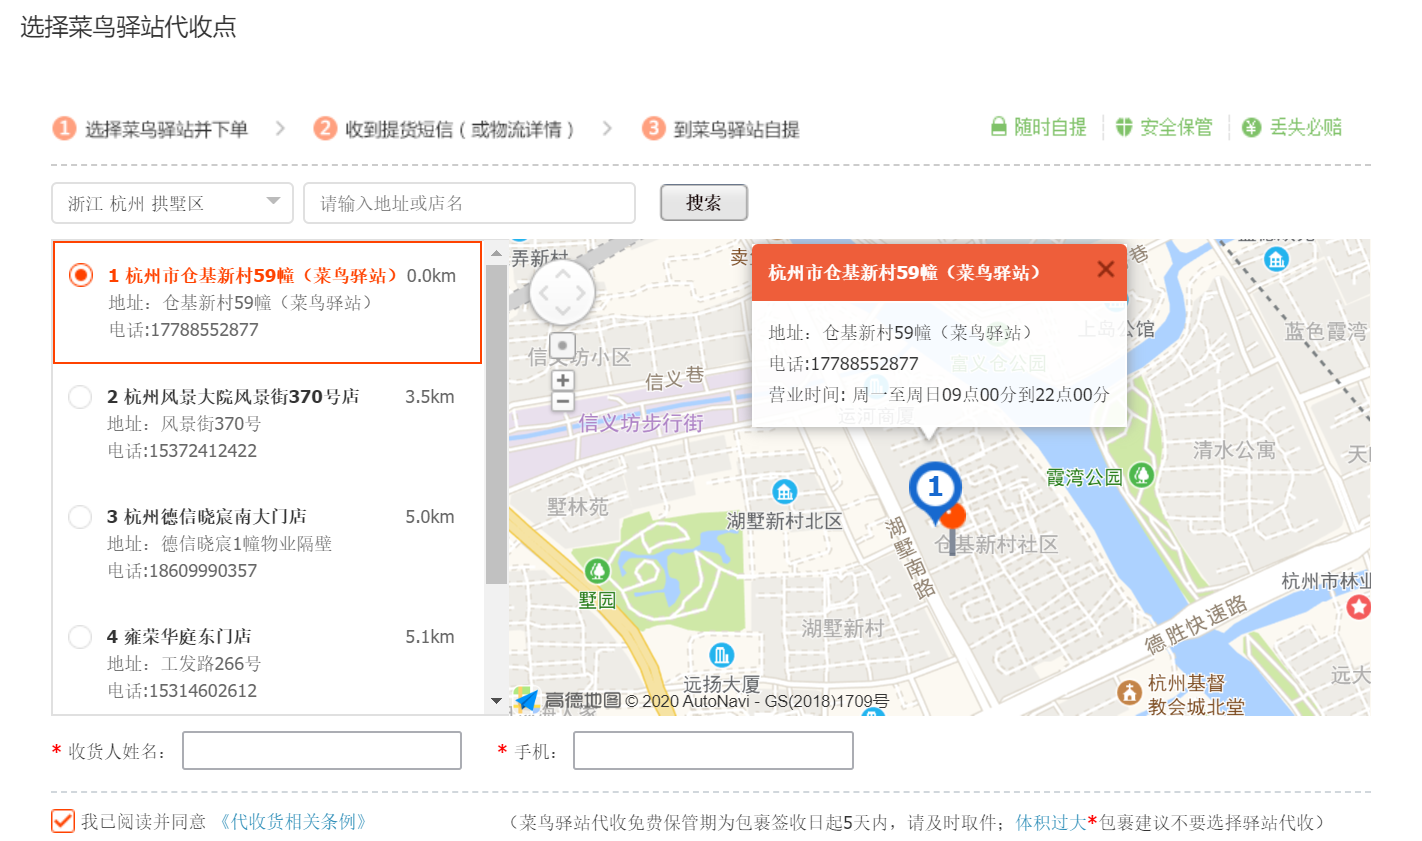 选择菜鸟驿站代收点
1 选择菜鸟驿站并下单 2 收到提货短信（或物流详情） 3 到菜鸟驿站自提 随时自提 安全保管 丢失必赔
浙江 杭州 拱墅区 请输入地址或店名 搜索
1 杭州市仓基新村59幢（菜鸟驿站） 0.0km
地址：仓基新村59幢（菜鸟驿站）
电话:17788552877
2 杭州风景大院风景街370号店 3.5km
地址：风景街370号
电话:15372412422
3 杭州德信晓宸南大门店 5.0km
地址：德信晓宸1幢物业隔壁
电话:18609990357
4 雍荣华庭东门店 5.1km
地址：工发路266号
电话:15314602612
弄新村
卖
巷
杭州市仓基新村59幢（菜鸟驿站）
地址：仓基新村59幢（菜鸟驿站）
电话:17788552877
营业时间: 周一至周日09点00分到22点00分
上岛公馆
蓝色霞湾
富义仓公园
运河商厦
信义坊小区
信义巷
信义坊步行街
清水公寓
霞湾公园
1
墅林苑
湖墅新村北区
湖墅南路
仓基新村社区
墅园
湖墅新村
杭州市林业
德胜快速路
远扬大厦
远大
杭州基督
教会城北堂
高德地图 © 2020 AutoNavi - GS(2018)1709号
* 收货人姓名： * 手机：
我已阅读并同意 《代收货相关条例》 （菜鸟驿站代收免费保管期为包裹签收日起5天内，请及时取件；体积过大*包裹建议不要选择驿站代收）